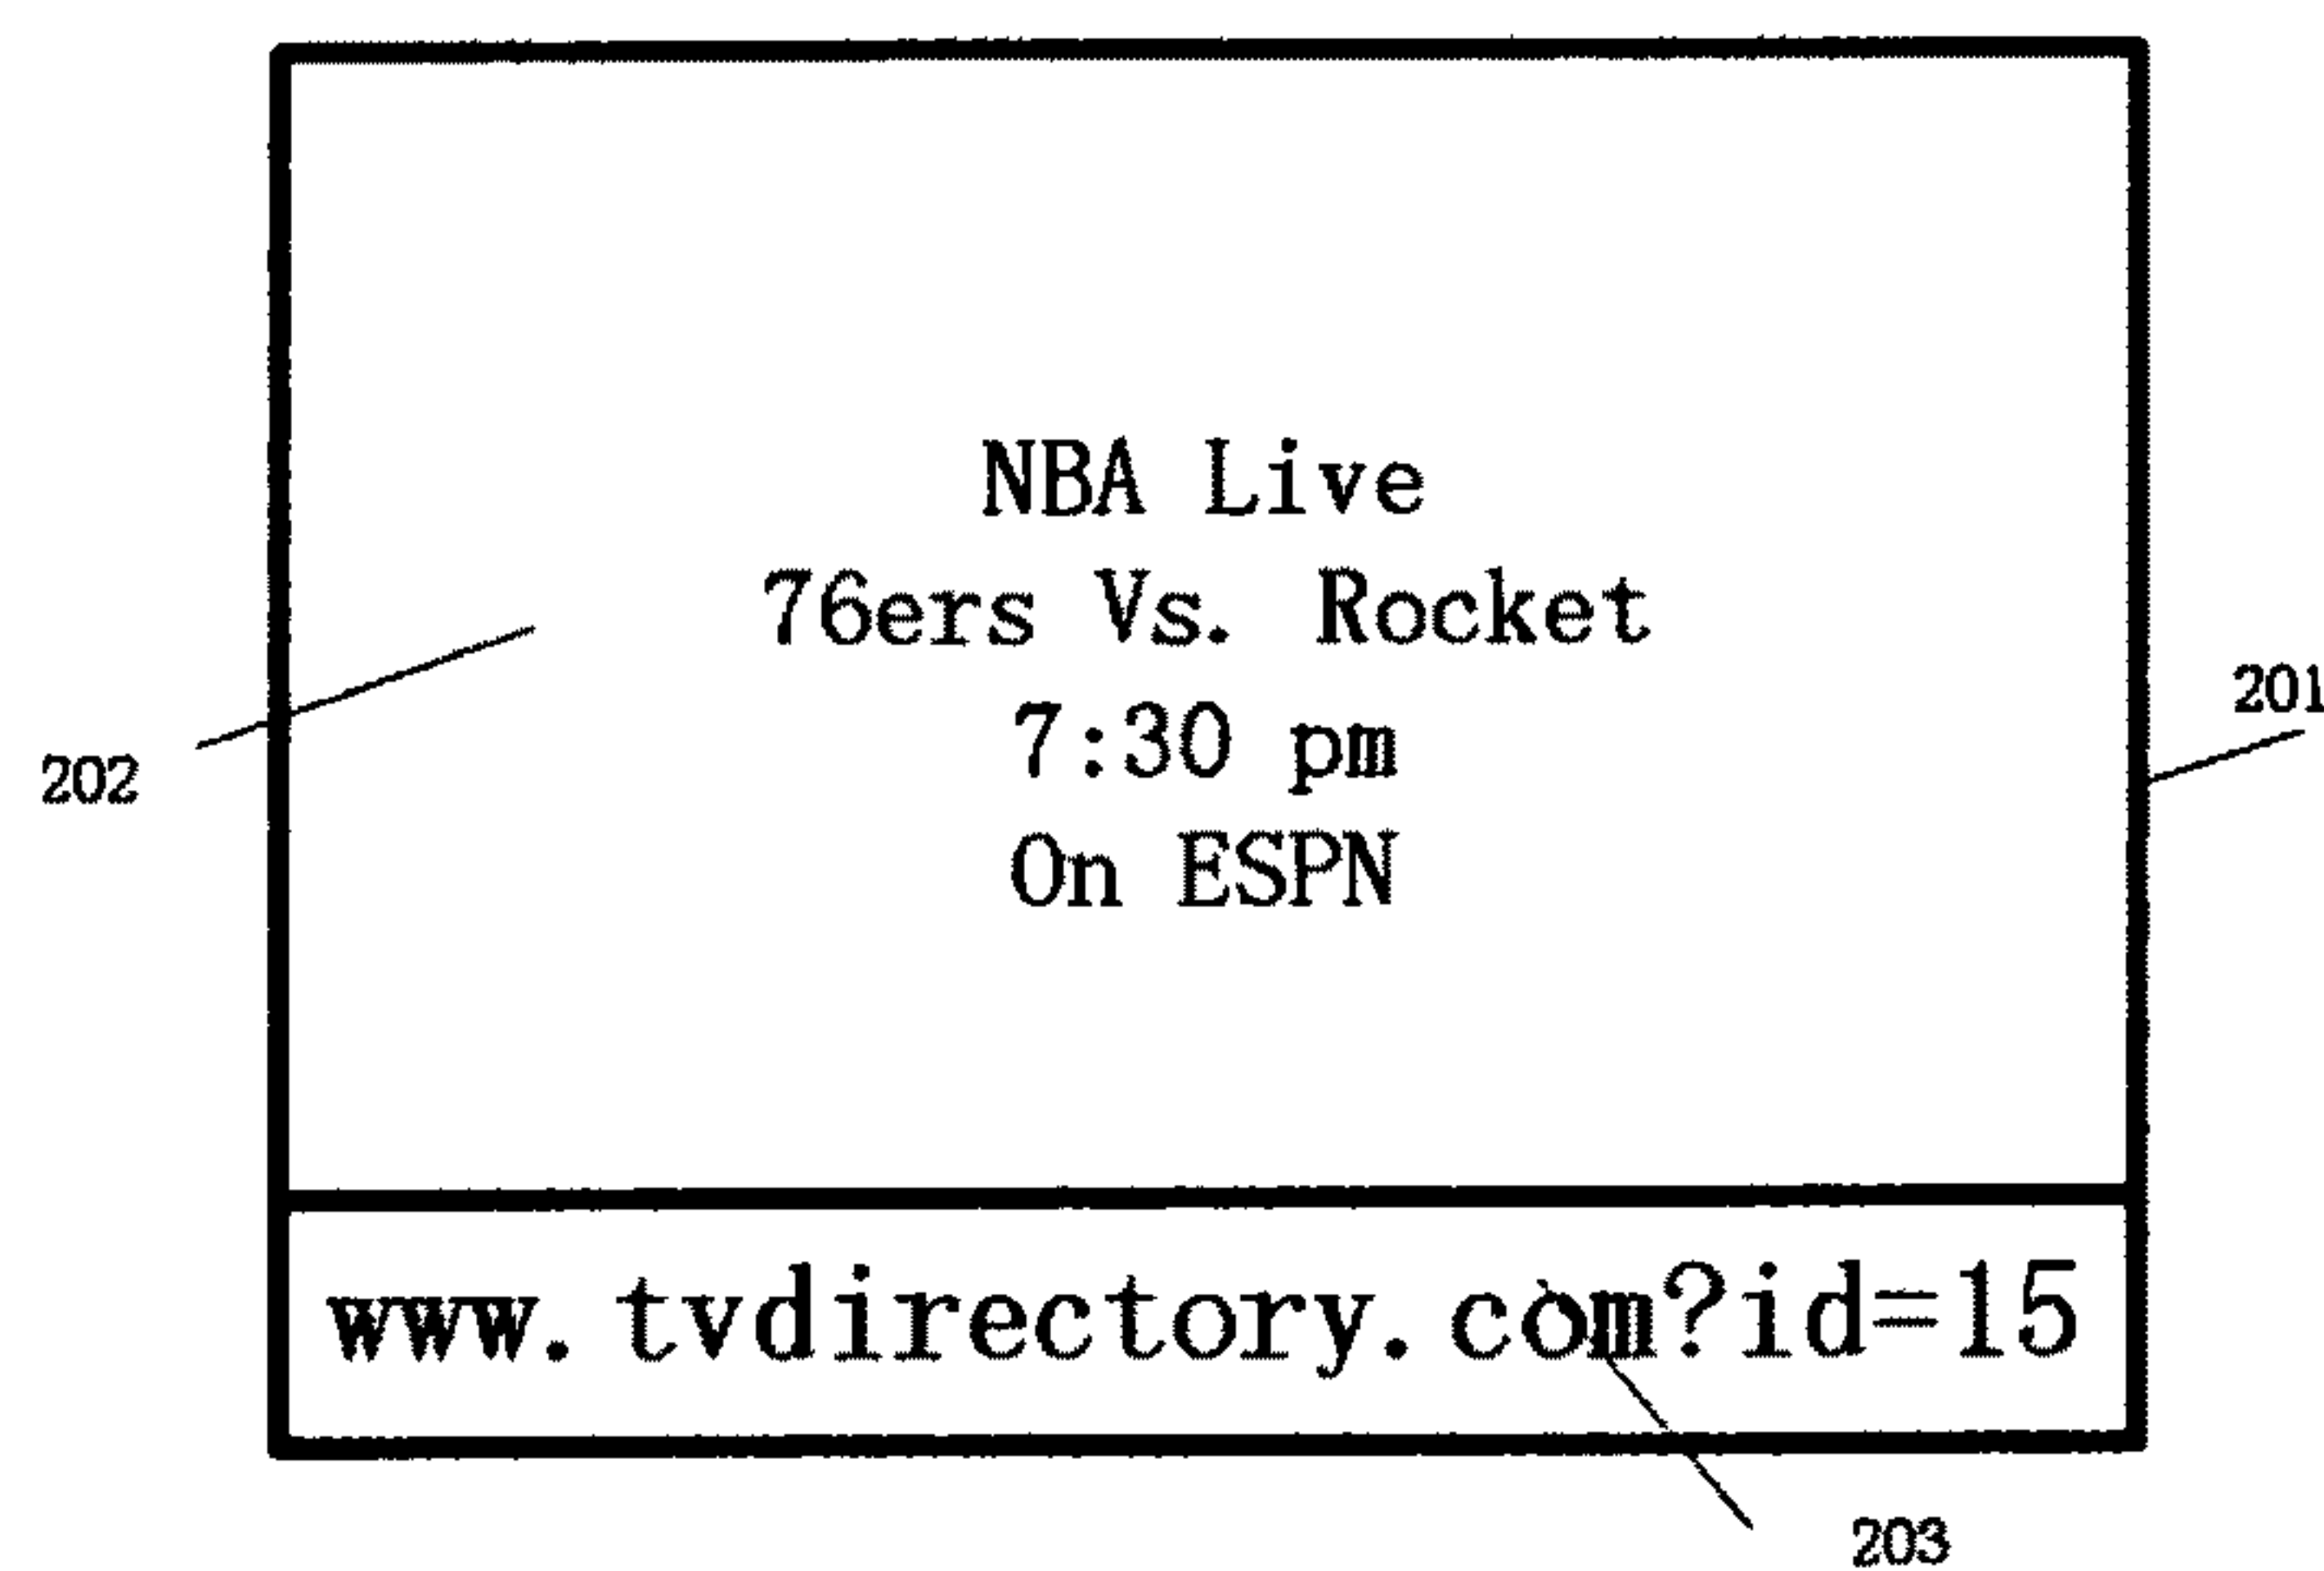 NBA Live
76ers Vs. Rocket
7:30 pm
On ESPN
201
202
www.tvdirectory.com?id=15
203